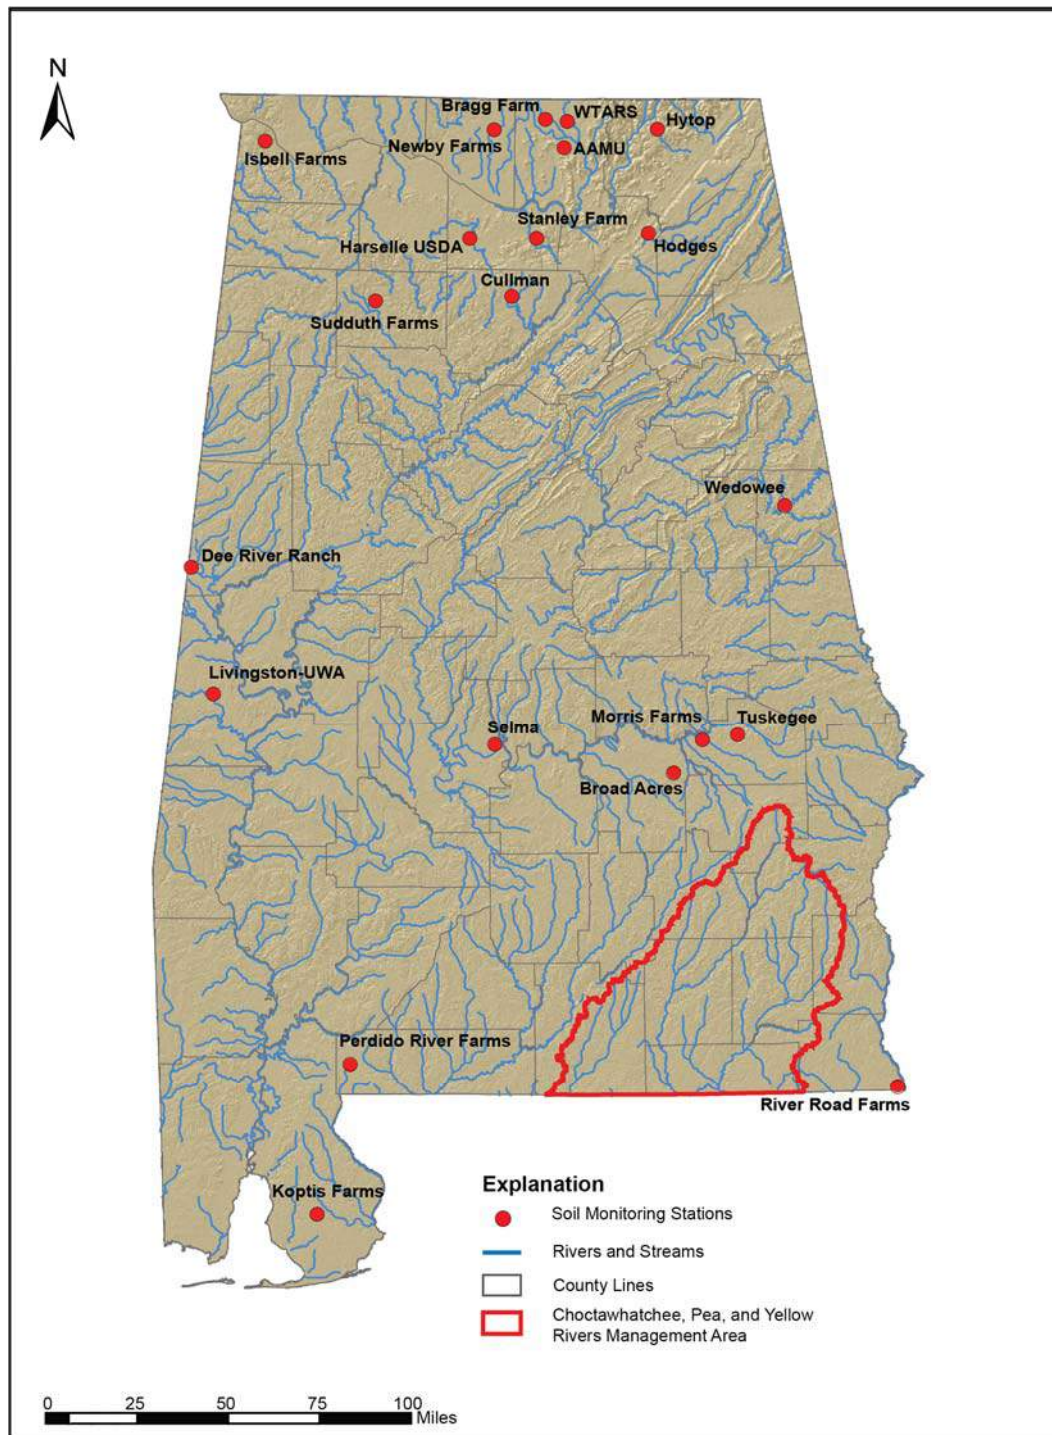 N
Bragg Farm
WTARS
Hytop
Newby Farms
AAMU
Isbell Farms
Stanley Farm
Harselle USDA
Hodges
Cullman
Sudduth Farms
Wedowee
Dee River Ranch
Livingston-UWA
Selma
Morris Farms
Tuskegee
Broad Acres
Perdido River Farms
River Road Farms
Koptis Farms
Explanation
Soil Monitoring Stations
Rivers and Streams
County Lines
Choctawhatchee, Pea, and Yellow
Rivers Management Area
0 25 50 75 100
Miles